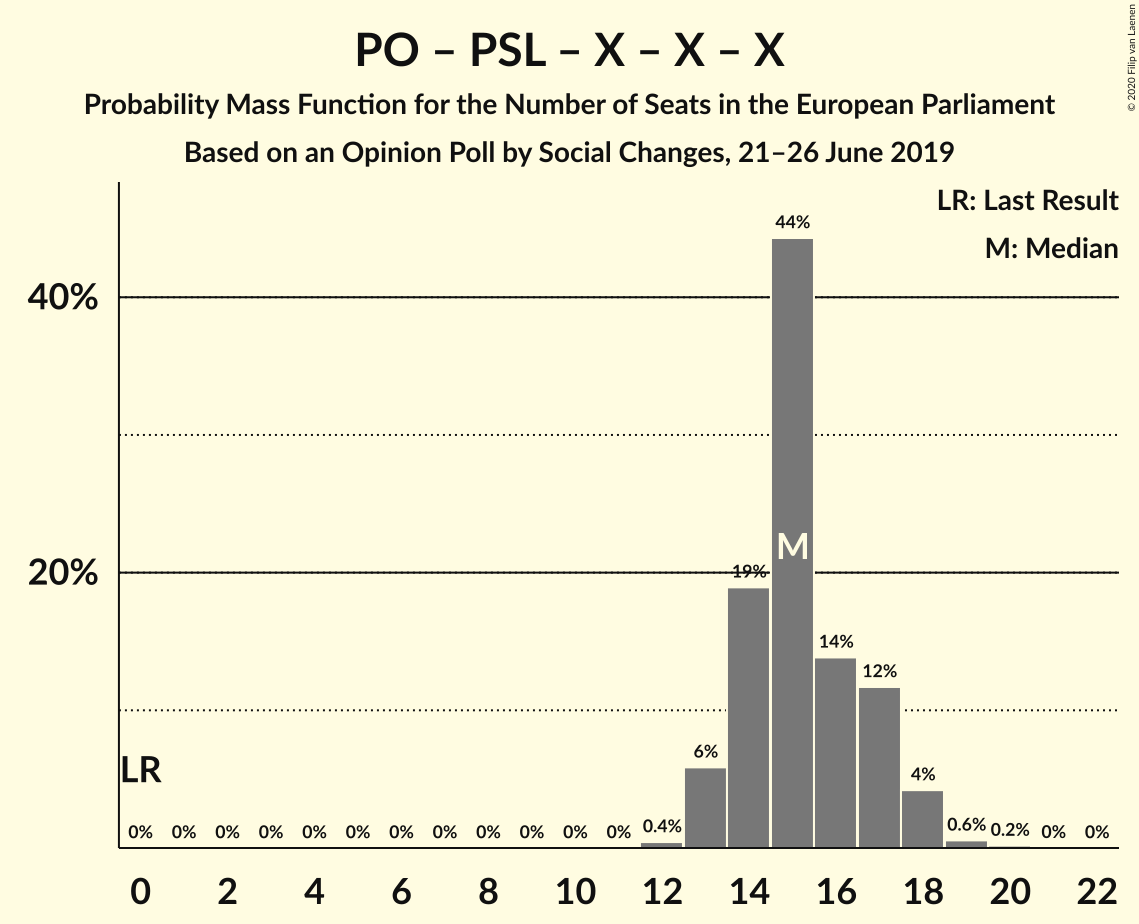 PO – PSL – X – X – X
Probability Mass Function for the Number of Seats in the European Parliament
Based on an Opinion Poll by Social Changes, 21–26 June 2019
© 2020 Filip van Laenen
LR: Last Result
M: Median
44%
40%
M
20%
19%
14%
12%
6%
LR
4%
0% 0% 0% 0% 0% 0% 0% 0% 0% 0% 0% 0% 0.4% 0.6% 0.2% 0% 0%
0 2 4 6 8 10 12 14 16 18 20 22